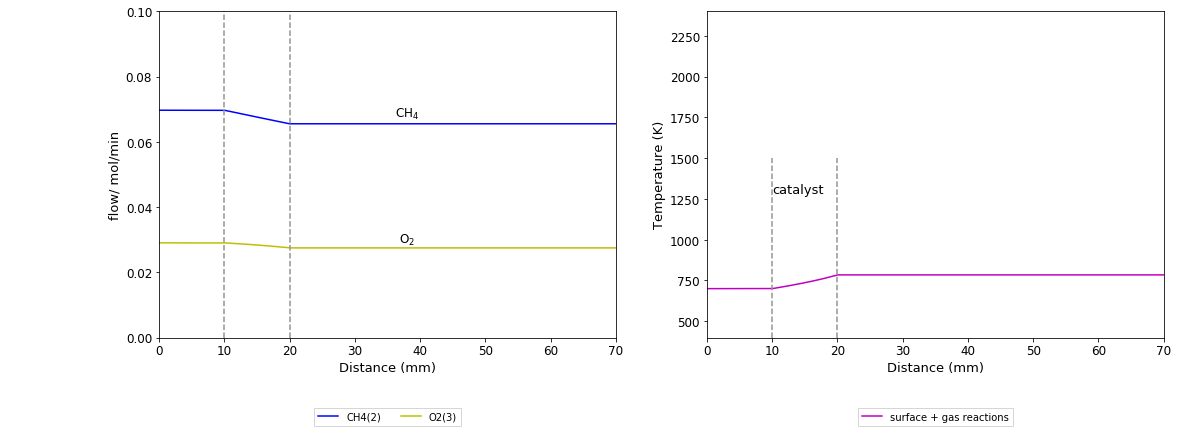 0.10
0.08
0.06
0.04
0.02
0.00
flow/ mol/min
CH₄
O₂
0 10 20 30 40 50 60 70
Distance (mm)
CH4(2) O2(3)
2250
2000
1750
1500
1250
1000
750
500
Temperature (K)
catalyst
0 10 20 30 40 50 60 70
Distance (mm)
surface + gas reactions